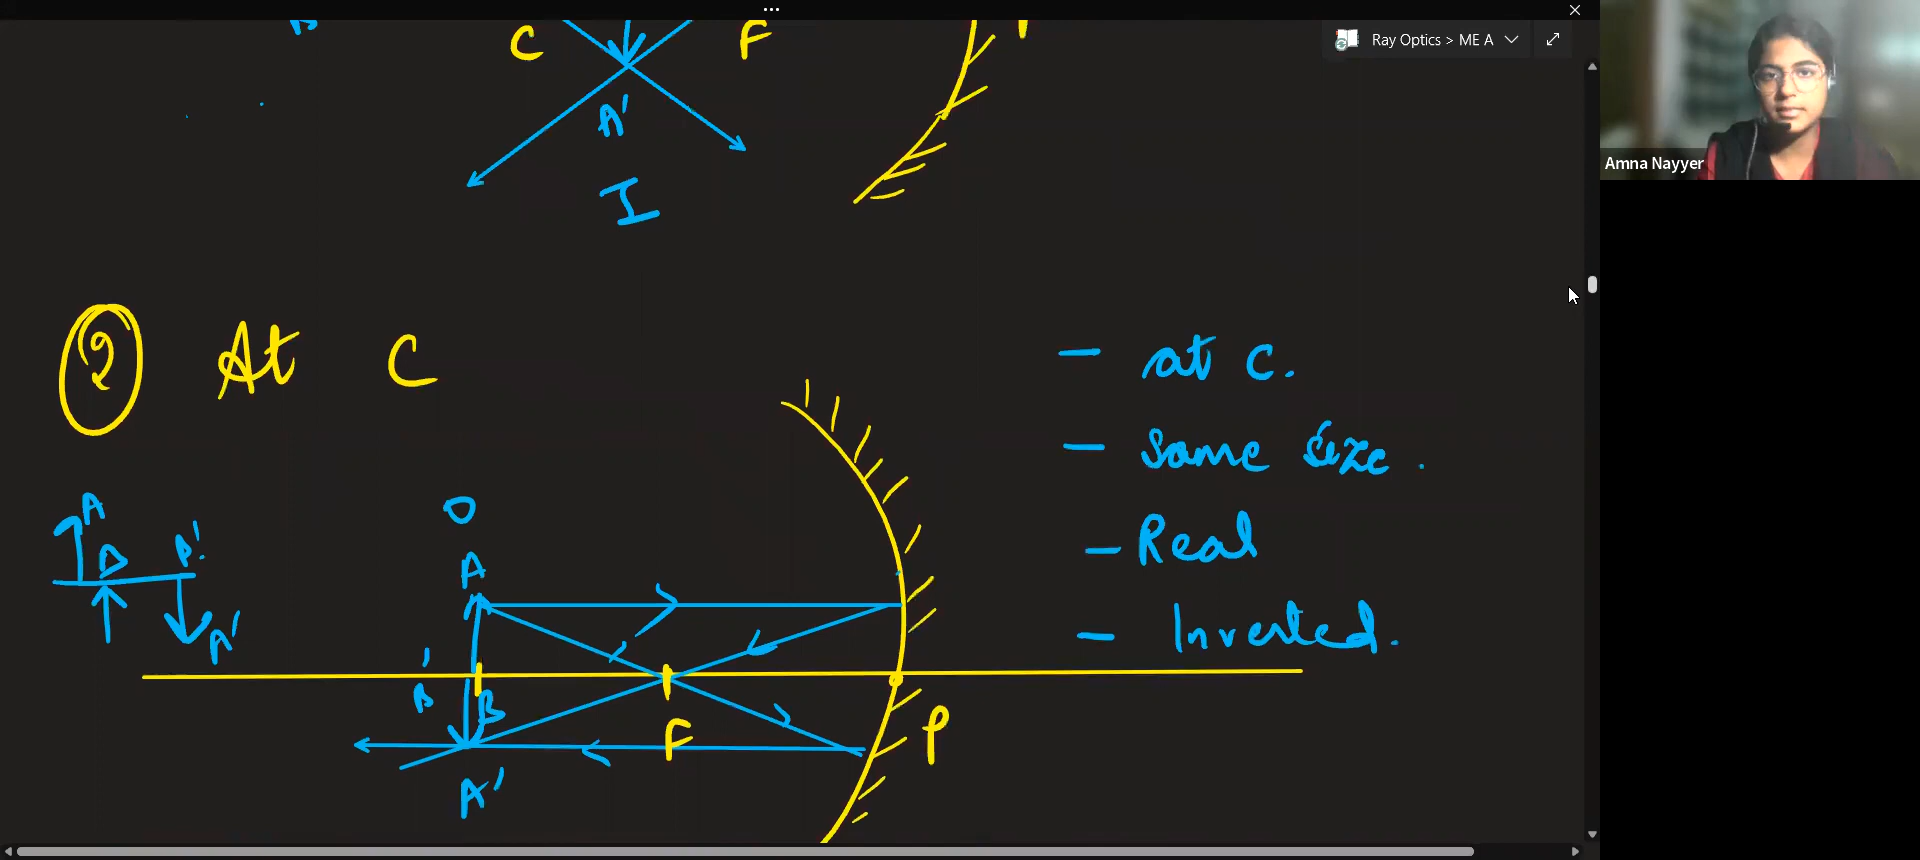 Ray Optics > ME A
Amna Nayyer
C
F
A'
I
2 At C
- at C.
- Same size.
- Real
- Inverted.
A
A'
O
A
B'
B
F
P
A'